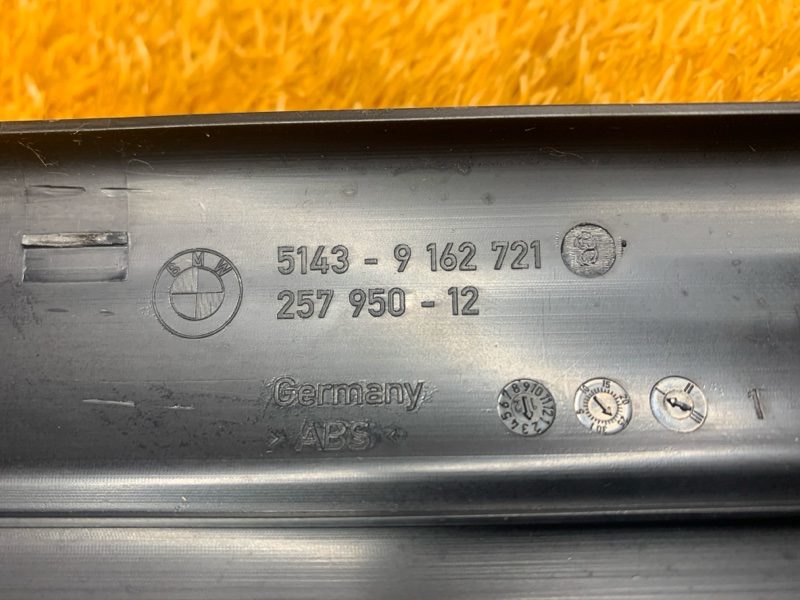 BMW
5143 - 9 162 721 a
257 950 - 12
Germany
>ABS<